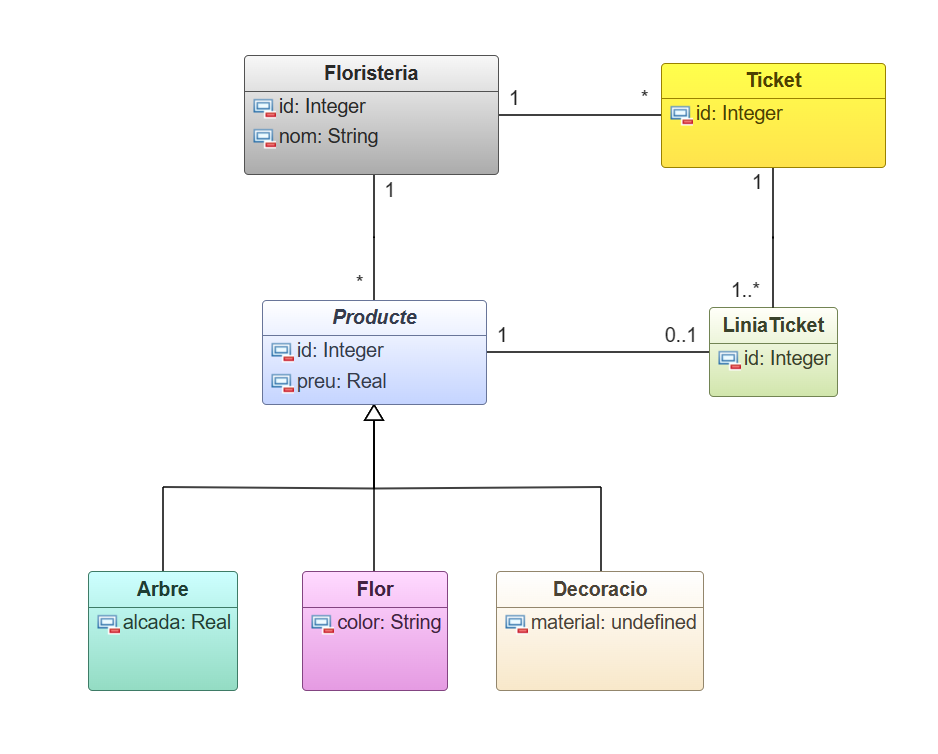 Floristeria
id: Integer
nom: String
1
*
Ticket
id: Integer
1
1
*
1..*
Producte
id: Integer
preu: Real
1
0..1
LiniaTicket
id: Integer
Arbre
alcada: Real
Flor
color: String
Decoracio
material: undefined